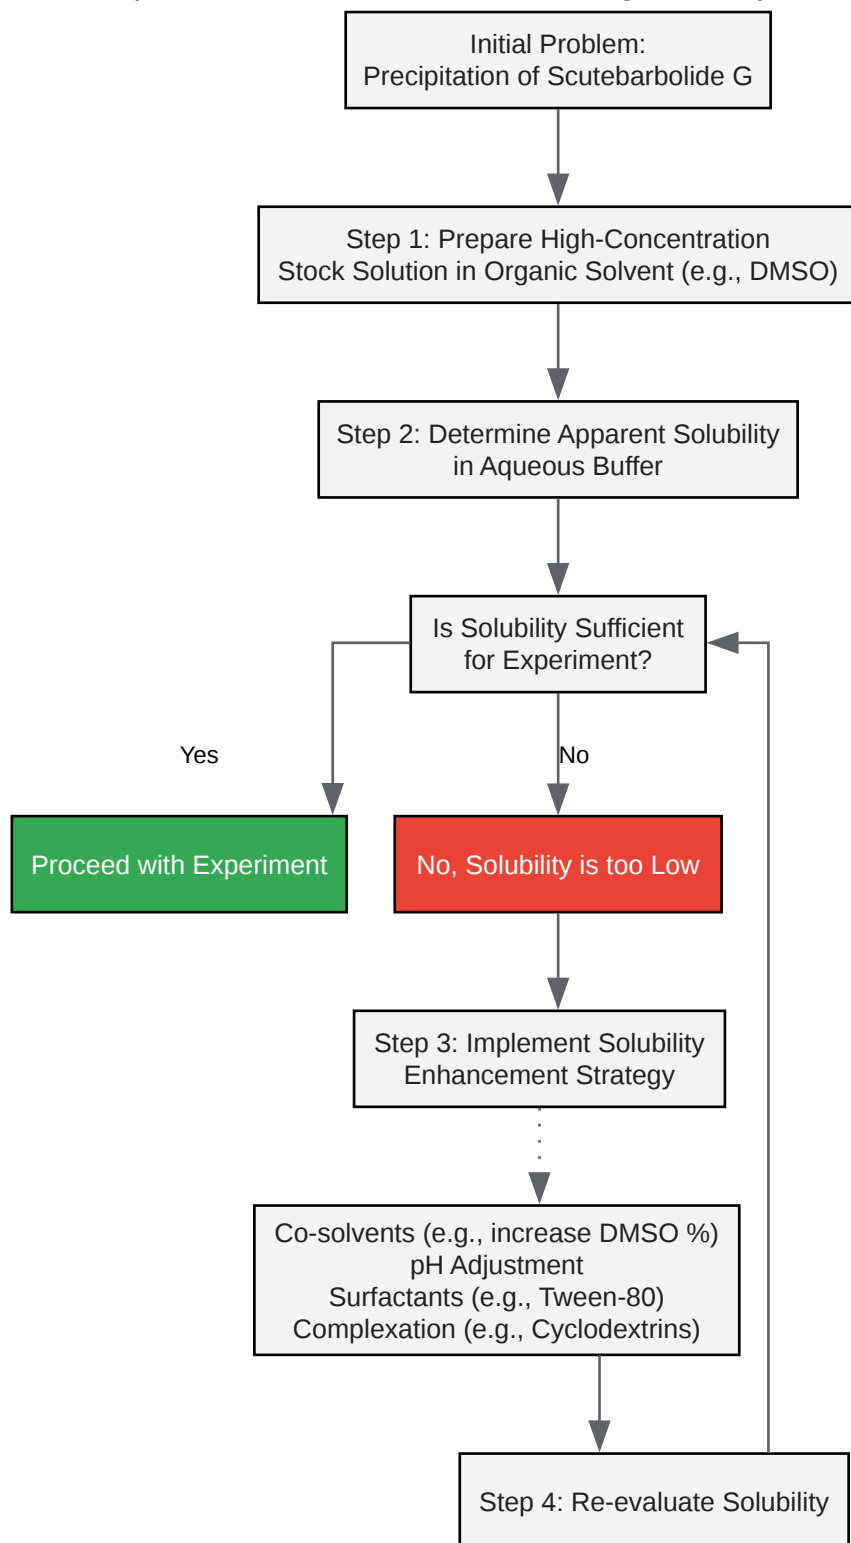 Initial Problem:
Precipitation of Scutebarbolide G
Step 1: Prepare High-Concentration
Stock Solution in Organic Solvent (e.g., DMSO)
Step 2: Determine Apparent Solubility
in Aqueous Buffer
Is Solubility Sufficient
for Experiment?
Yes
No
Proceed with Experiment
No, Solubility is too Low
Step 3: Implement Solubility
Enhancement Strategy
Co-solvents (e.g., increase DMSO %)
pH Adjustment
Surfactants (e.g., Tween-80)
Complexation (e.g., Cyclodextrins)
Step 4: Re-evaluate Solubility